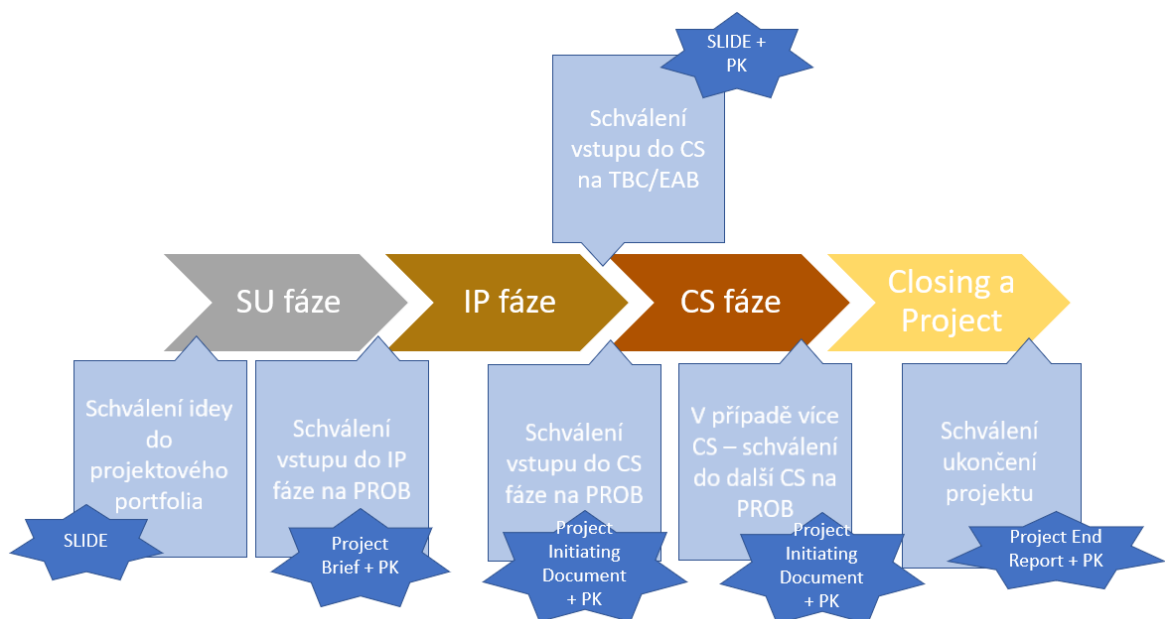 SLIDE +
PK
Schválení
vstupu do CS
na TBC/EAB
SU fáze
IP fáze
CS fáze
Closing a
Project
Schválení idey
do
projektového
portfolia
SLIDE
Schválení
vstupu do IP
fáze na PROB
Project
Brief + PK
Schválení
vstupu do CS
fáze na PROB
Project
Initiating
Document
+ PK
V případě více
CS – schválení
do další CS na
PROB
Project
Initiating
Document
+ PK
Schválení
ukončení
projektu
Project End
Report + PK